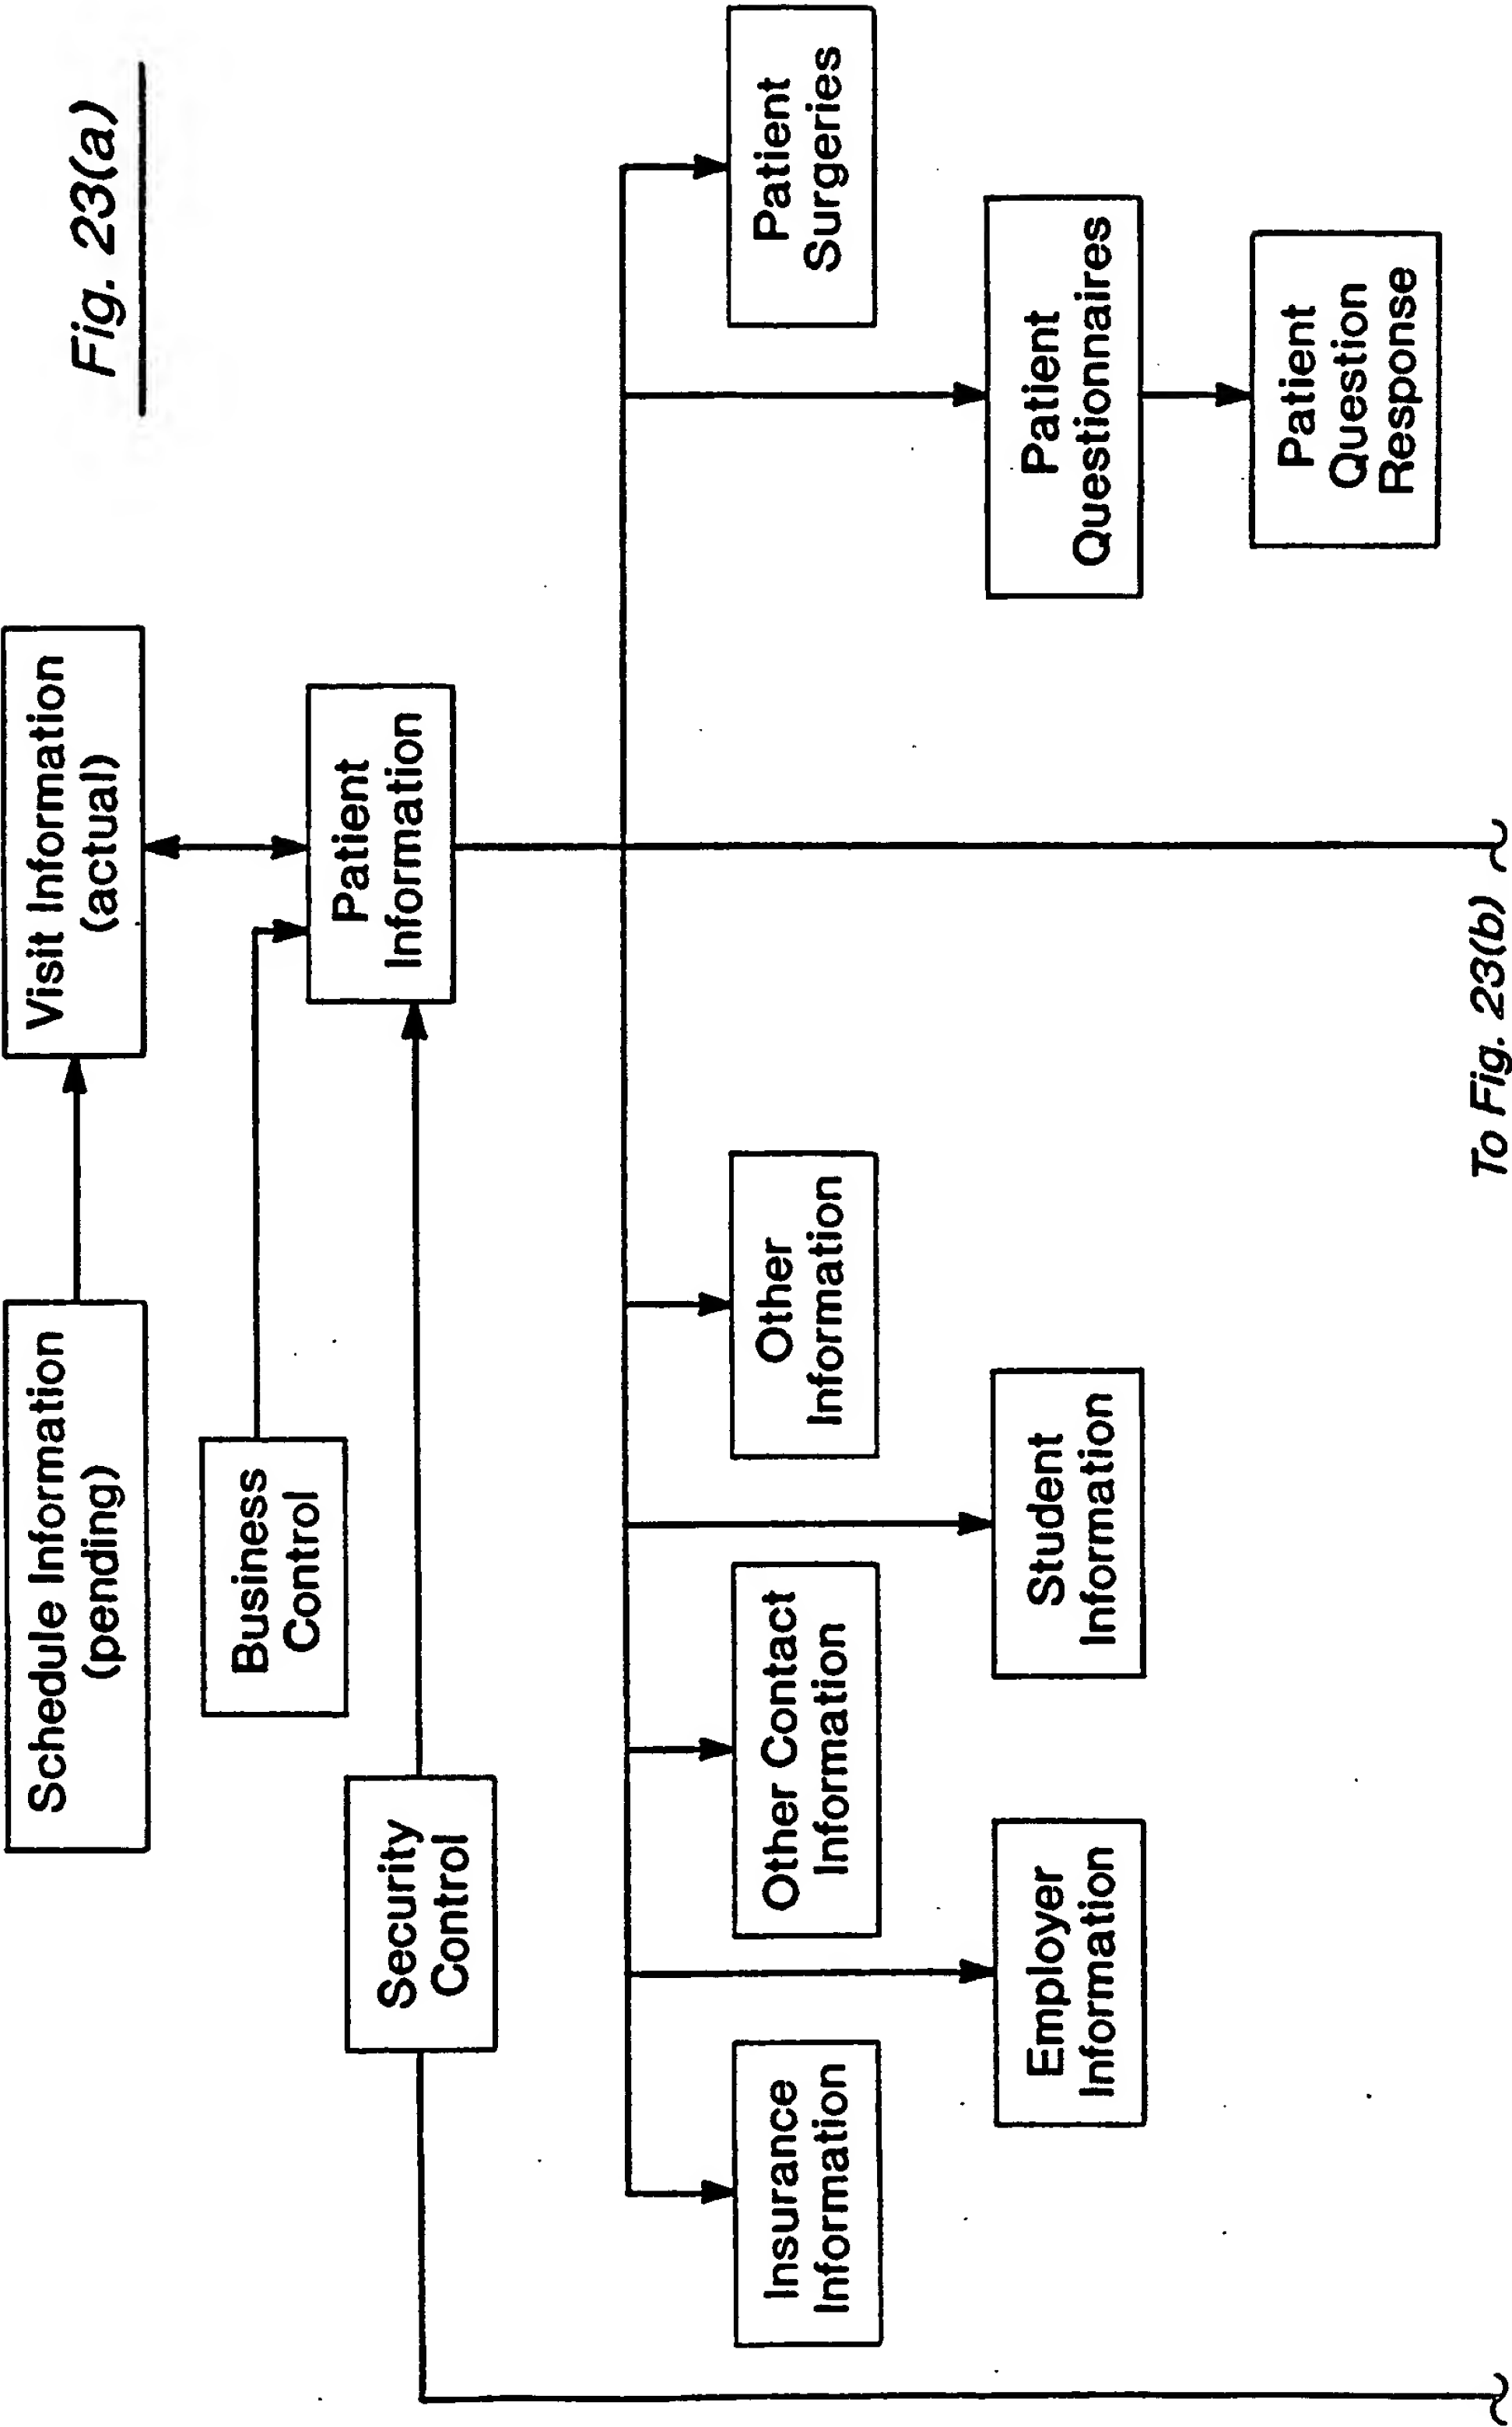 Fig. 23(a)
Schedule Information
(pending)
Visit Information
(actual)
Business
Control
Patient
Information
Security
Control
Insurance
Information
Other Contact
Information
Other
Information
Patient
Surgeries
Employer
Information
Student
Information
Patient
Questionnaires
Patient
Question
Response
To Fig. 23(b)